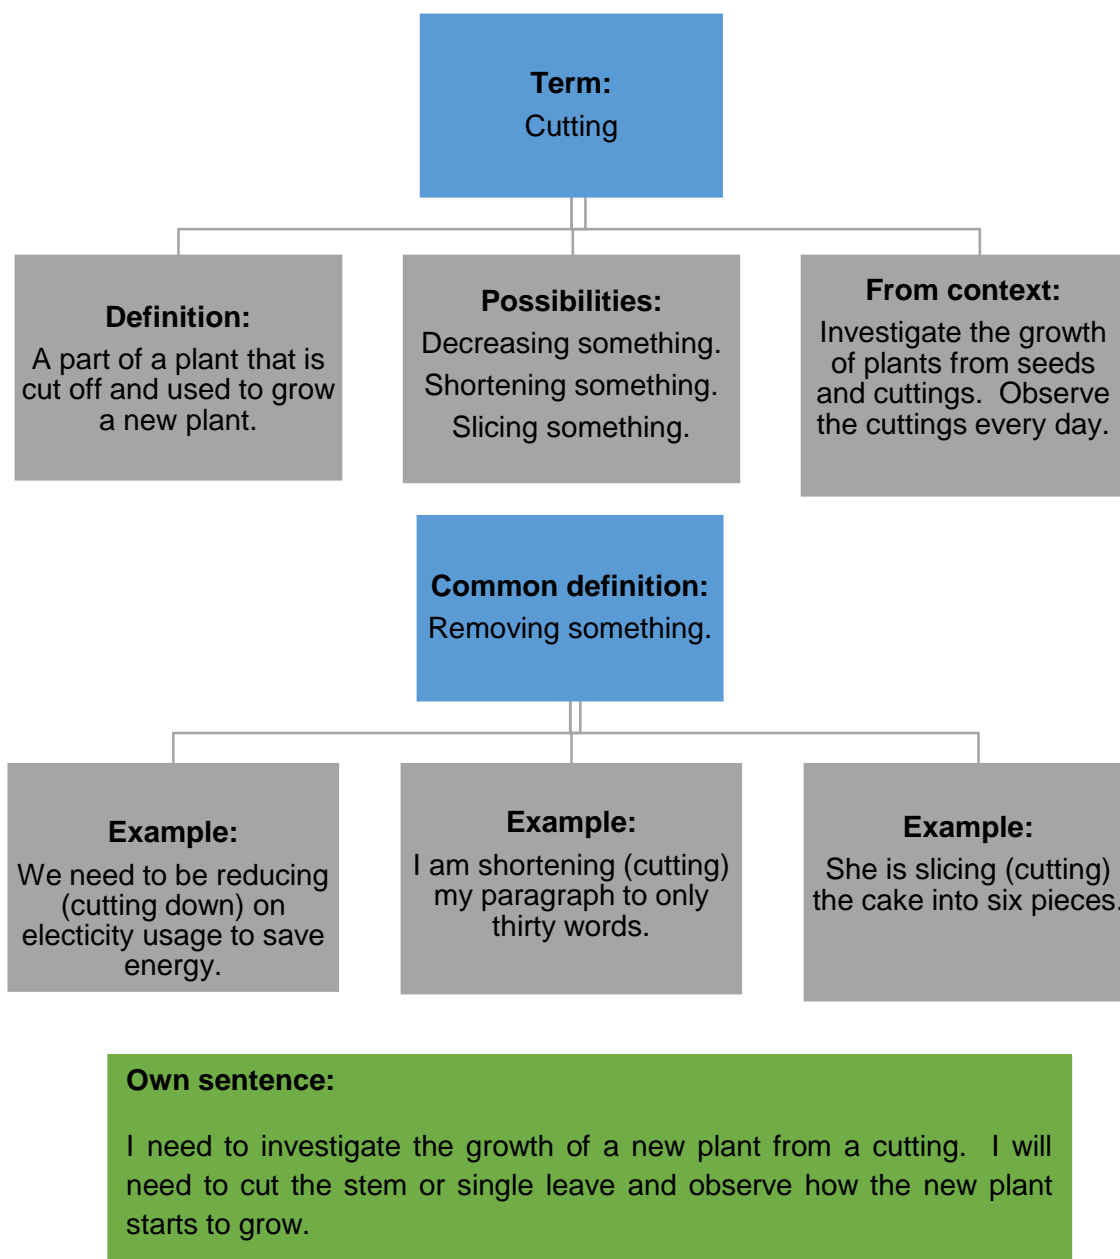 Term:
Cutting
Definition:
A part of a plant that is
cut off and used to grow
a new plant.
Possibilities:
Decreasing something.
Shortening something.
Slicing something.
From context:
Investigate the growth
of plants from seeds
and cuttings.  Observe
the cuttings every day.
Common definition:
Removing something.
Example:
We need to be reducing
(cutting down) on
electicity usage to save
energy.
Example:
I am shortening (cutting)
my paragraph to only
thirty words.
Example:
She is slicing (cutting)
the cake into six pieces.
Own sentence:
I need to investigate the growth of a new plant from a cutting.  I will
need to cut the stem or single leave and observe how the new plant
starts to grow.